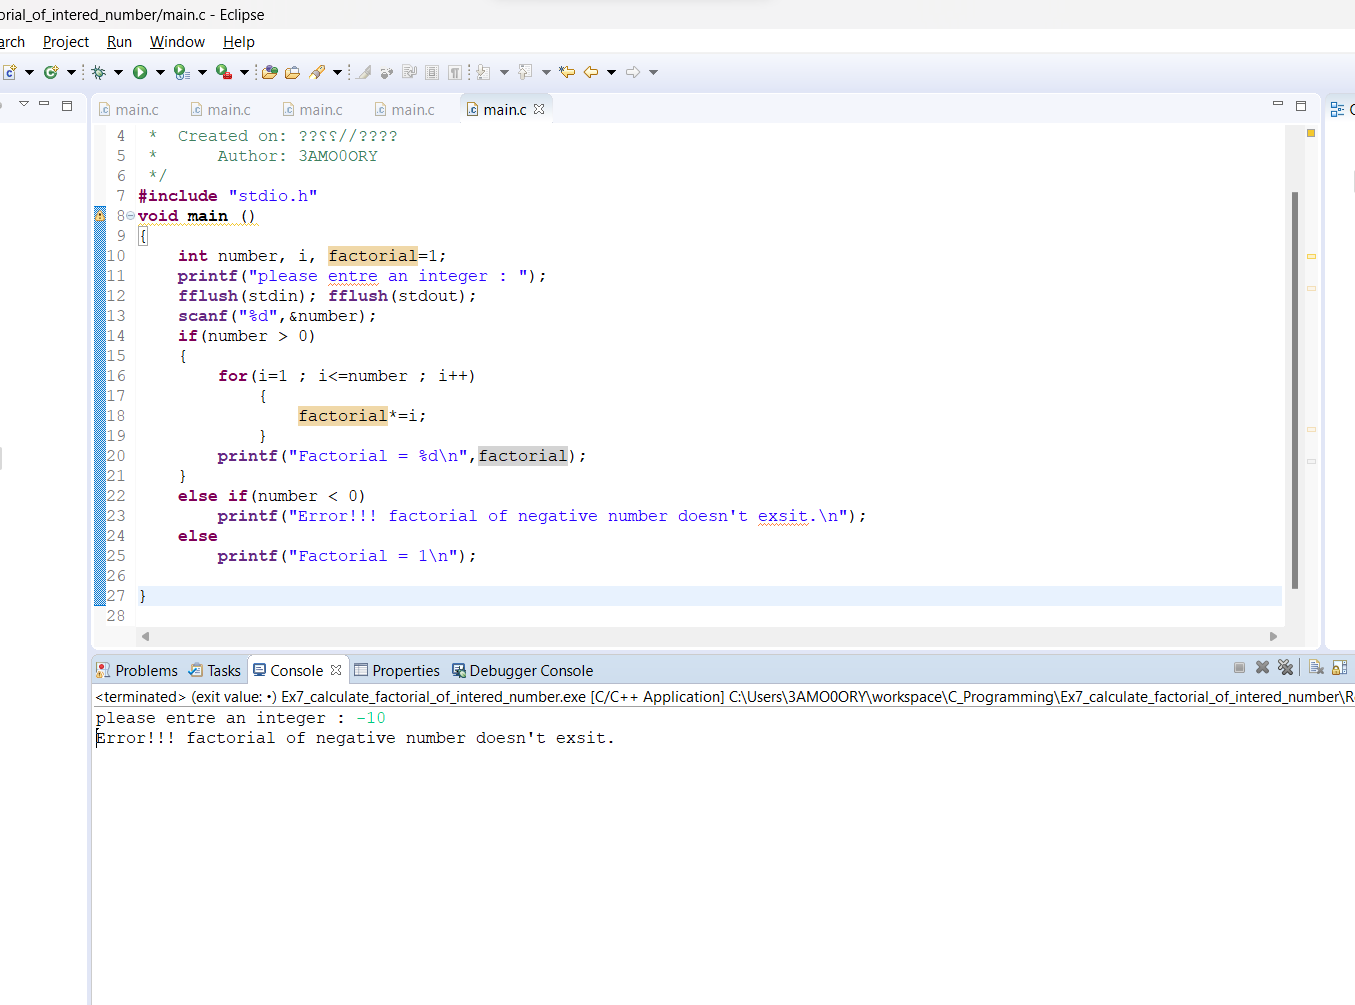 orial_of_intered_number/main.c - Eclipse
arch Project Run Window Help
main.c main.c main.c main.c main.c
4 * Created on: ??؟؟//????
5 * Author: 3AMO0ORY
6 */
7 #include "stdio.h"
8 void main ()
9 {
10 int number, i, factorial=1;
11 printf("please entre an integer : ");
12 fflush(stdin); fflush(stdout);
13 scanf("%d",&number);
14 if(number > 0)
15 {
16 for(i=1 ; i<=number ; i++)
17 {
18 factorial*=i;
19 }
20 printf("Factorial = %d\n",factorial);
21 }
22 else if(number < 0)
23 printf("Error!!! factorial of negative number doesn't exsit.\n");
24 else
25 printf("Factorial = 1\n");
26
27 }
28
Problems Tasks Console Properties Debugger Console
<terminated> (exit value: ٠) Ex7_calculate_factorial_of_intered_number.exe [C/C++ Application] C:\Users\3AMO0ORY\workspace\C_Programming\Ex7_calculate_factorial_of_intered_number\R
please entre an integer : -10
Error!!! factorial of negative number doesn't exsit.